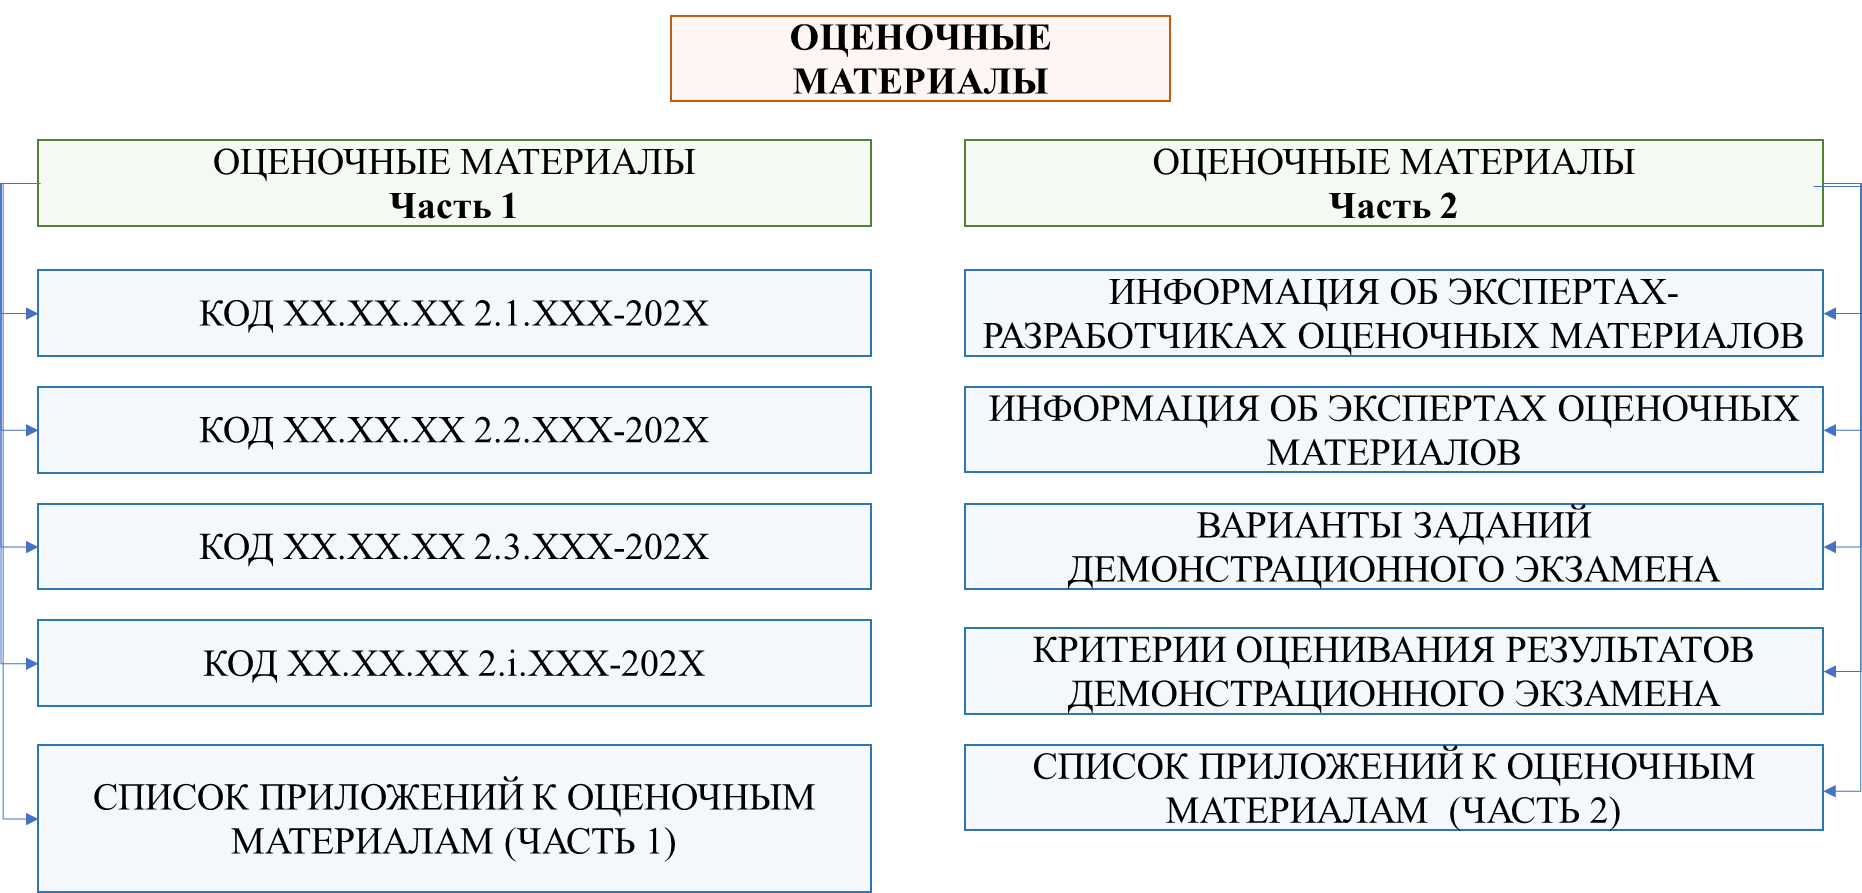 ОЦЕНОЧНЫЕ
МАТЕРИАЛЫ
ОЦЕНОЧНЫЕ МАТЕРИАЛЫ
Часть 1
КОД XX.XX.XX 2.1.XXX-202X
КОД XX.XX.XX 2.2.XXX-202X
КОД XX.XX.XX 2.3.XXX-202X
КОД XX.XX.XX 2.i.XXX-202X
СПИСОК ПРИЛОЖЕНИЙ К ОЦЕНОЧНЫМ
МАТЕРИАЛАМ (ЧАСТЬ 1)
ОЦЕНОЧНЫЕ МАТЕРИАЛЫ
Часть 2
ИНФОРМАЦИЯ ОБ ЭКСПЕРТАХ-
РАЗРАБОТЧИКАХ ОЦЕНОЧНЫХ МАТЕРИАЛОВ
ИНФОРМАЦИЯ ОБ ЭКСПЕРТАХ ОЦЕНОЧНЫХ
МАТЕРИАЛОВ
ВАРИАНТЫ ЗАДАНИЙ
ДЕМОНСТРАЦИОННОГО ЭКЗАМЕНА
КРИТЕРИИ ОЦЕНИВАНИЯ РЕЗУЛЬТАТОВ
ДЕМОНСТРАЦИОННОГО ЭКЗАМЕНА
СПИСОК ПРИЛОЖЕНИЙ К ОЦЕНОЧНЫМ
МАТЕРИАЛАМ (ЧАСТЬ 2)